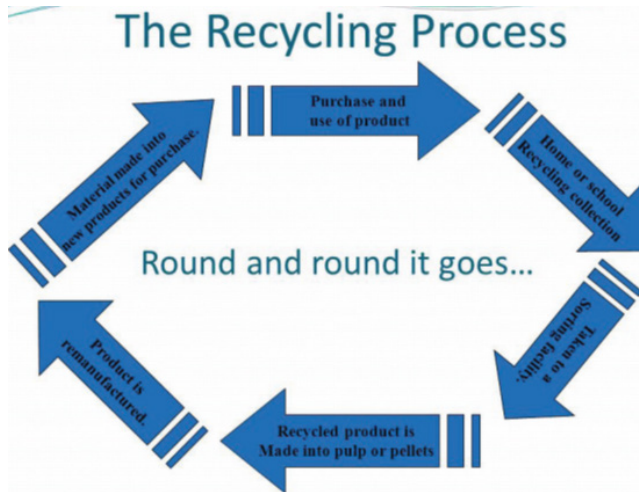 The Recycling Process
Purchase and
use of product
Home or school
Recycling collection
Taken to a
Sorting facility.
Recycled product is
Made into pulp or pellets
Product is
remanufactured.
Material made into
new products for purchase.
Round and round it goes...